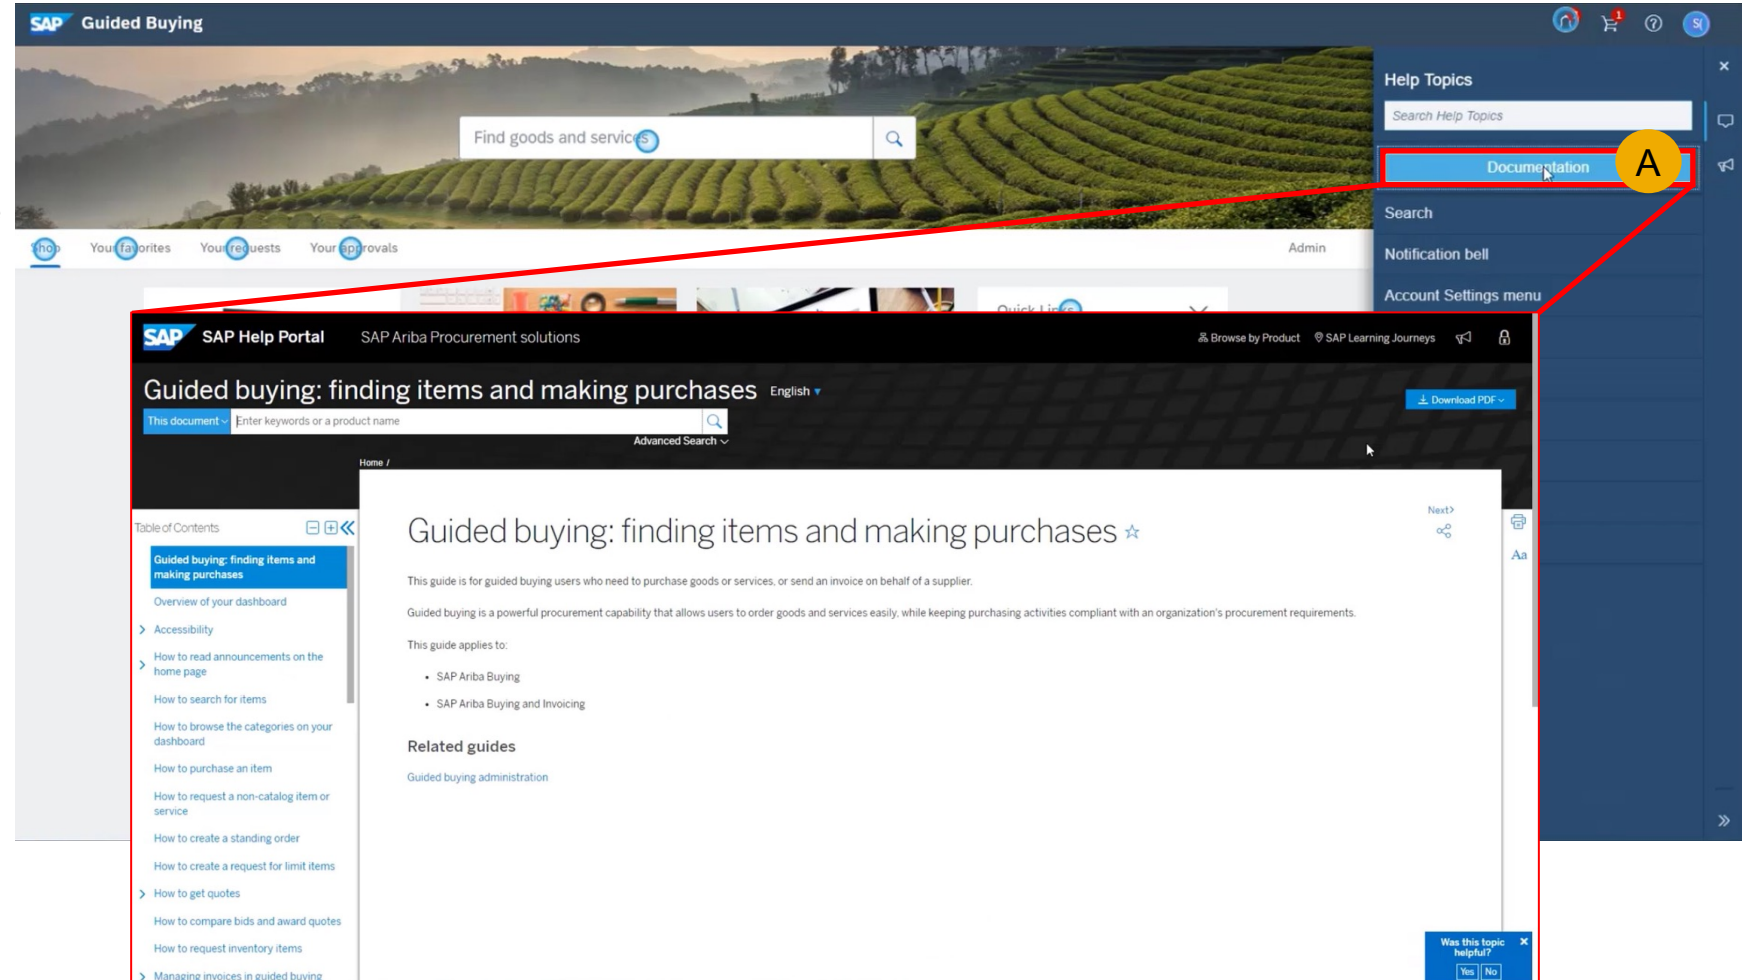 SAP Guided Buying
1
S(
Find goods and services
Shop Your favorites Your requests Your approvals
Admin
Quick Links
Help Topics
Search Help Topics
Documentation
A
Search
Notification bell
Account Settings menu
SAP SAP Help Portal SAP Ariba Procurement solutions
Browse by Product SAP Learning Journeys
Guided buying: finding items and making purchases English
Download PDF
This document Enter keywords or a product name
Advanced Search
Home /
Table of Contents
Guided buying: finding items and
making purchases
Overview of your dashboard
Accessibility
How to read announcements on the
home page
How to search for items
How to browse the categories on your
dashboard
How to purchase an item
How to request a non-catalog item or
service
How to create a standing order
How to create a request for limit items
How to get quotes
How to compare bids and award quotes
How to request inventory items
Managing invoices in guided buying
Next>
Guided buying: finding items and making purchases
Aa
This guide is for guided buying users who need to purchase goods or services, or send an invoice on behalf of a supplier.
Guided buying is a powerful procurement capability that allows users to order goods and services easily, while keeping purchasing activities compliant with an organization's procurement requirements.
This guide applies to:
• SAP Ariba Buying
• SAP Ariba Buying and Invoicing
Related guides
Guided buying administration
Was this topic
helpful?
Yes No